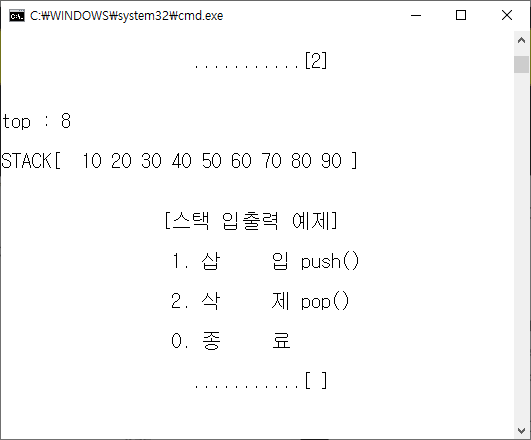 C:₩WINDOWS₩system32₩cmd.exe
...........[2]
top : 8
STACK[  10 20 30 40 50 60 70 80 90 ]
[스택 입출력 예제]
1. 삽     입 push()
2. 삭     제 pop()
0. 종     료
...........[ ]